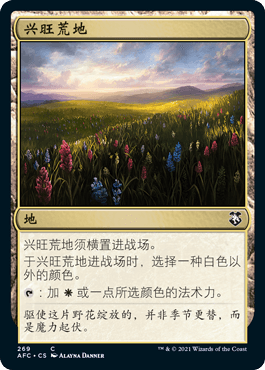 兴旺荒地
地
兴旺荒地须横置进战场。
于兴旺荒地进战场时，选择一种白色以
外的颜色。
：加 或一点所选颜色的法术力。
驱使这片野花绽放的，并非季节更替，而
是魔力起伏。
269 C
AFC • CS ALAYNA DANNER
™ & © 2021 Wizards of the Coast